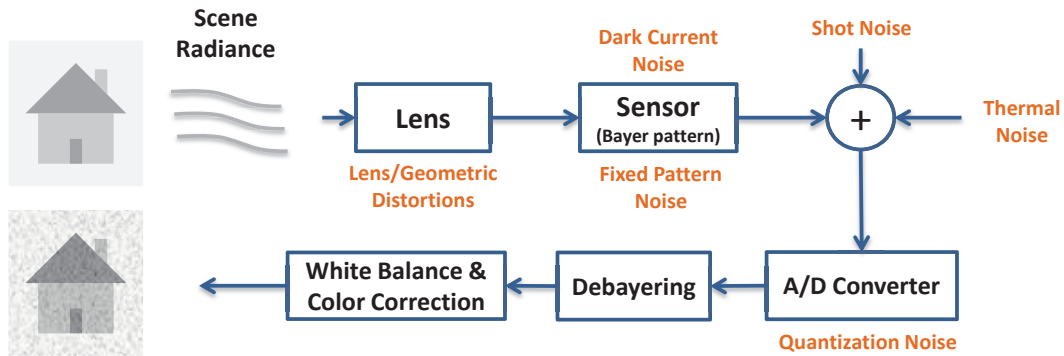 Scene
Radiance
Dark Current
Noise
Shot Noise
Lens
Sensor
(Bayer pattern)
+
Thermal
Noise
Lens/Geometric
Distortions
Fixed Pattern
Noise
White Balance &
Color Correction
Debayering
A/D Converter
Quantization Noise